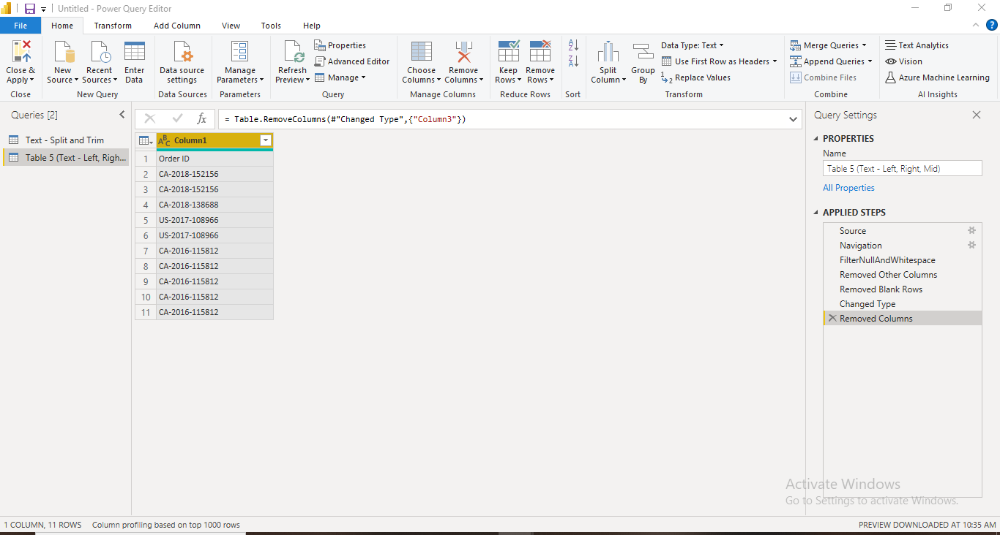 Untitled - Power Query Editor
File Home Transform Add Column View Tools Help
Close & Apply
Close
New Source
Recent Sources
Enter Data
New Query
Data source settings
Data Sources
Manage Parameters
Parameters
Refresh Preview
Properties
Advanced Editor
Manage
Query
Choose Columns
Remove Columns
Manage Columns
Keep Rows
Remove Rows
Reduce Rows
Sort
Split Column
Group By
Data Type: Text
Use First Row as Headers
Replace Values
Transform
Merge Queries
Append Queries
Combine Files
Combine
Text Analytics
Vision
Azure Machine Learning
AI Insights
Queries [2]
Text - Split and Trim
Table 5 (Text - Left, Righ...
fx = Table.RemoveColumns(#"Changed Type",{"Column3"})
ABC Column1
1 Order ID
2 CA-2018-152156
3 CA-2018-152156
4 CA-2018-138688
5 US-2017-108966
6 US-2017-108966
7 CA-2016-115812
8 CA-2016-115812
9 CA-2016-115812
10 CA-2016-115812
11 CA-2016-115812
Query Settings
PROPERTIES
Name
Table 5 (Text - Left, Right, Mid)
All Properties
APPLIED STEPS
Source
Navigation
FilterNullAndWhitespace
Removed Other Columns
Removed Blank Rows
Changed Type
Removed Columns
Activate Windows
Go to Settings to activate Windows.
1 COLUMN, 11 ROWS Column profiling based on top 1000 rows
PREVIEW DOWNLOADED AT 10:35 AM